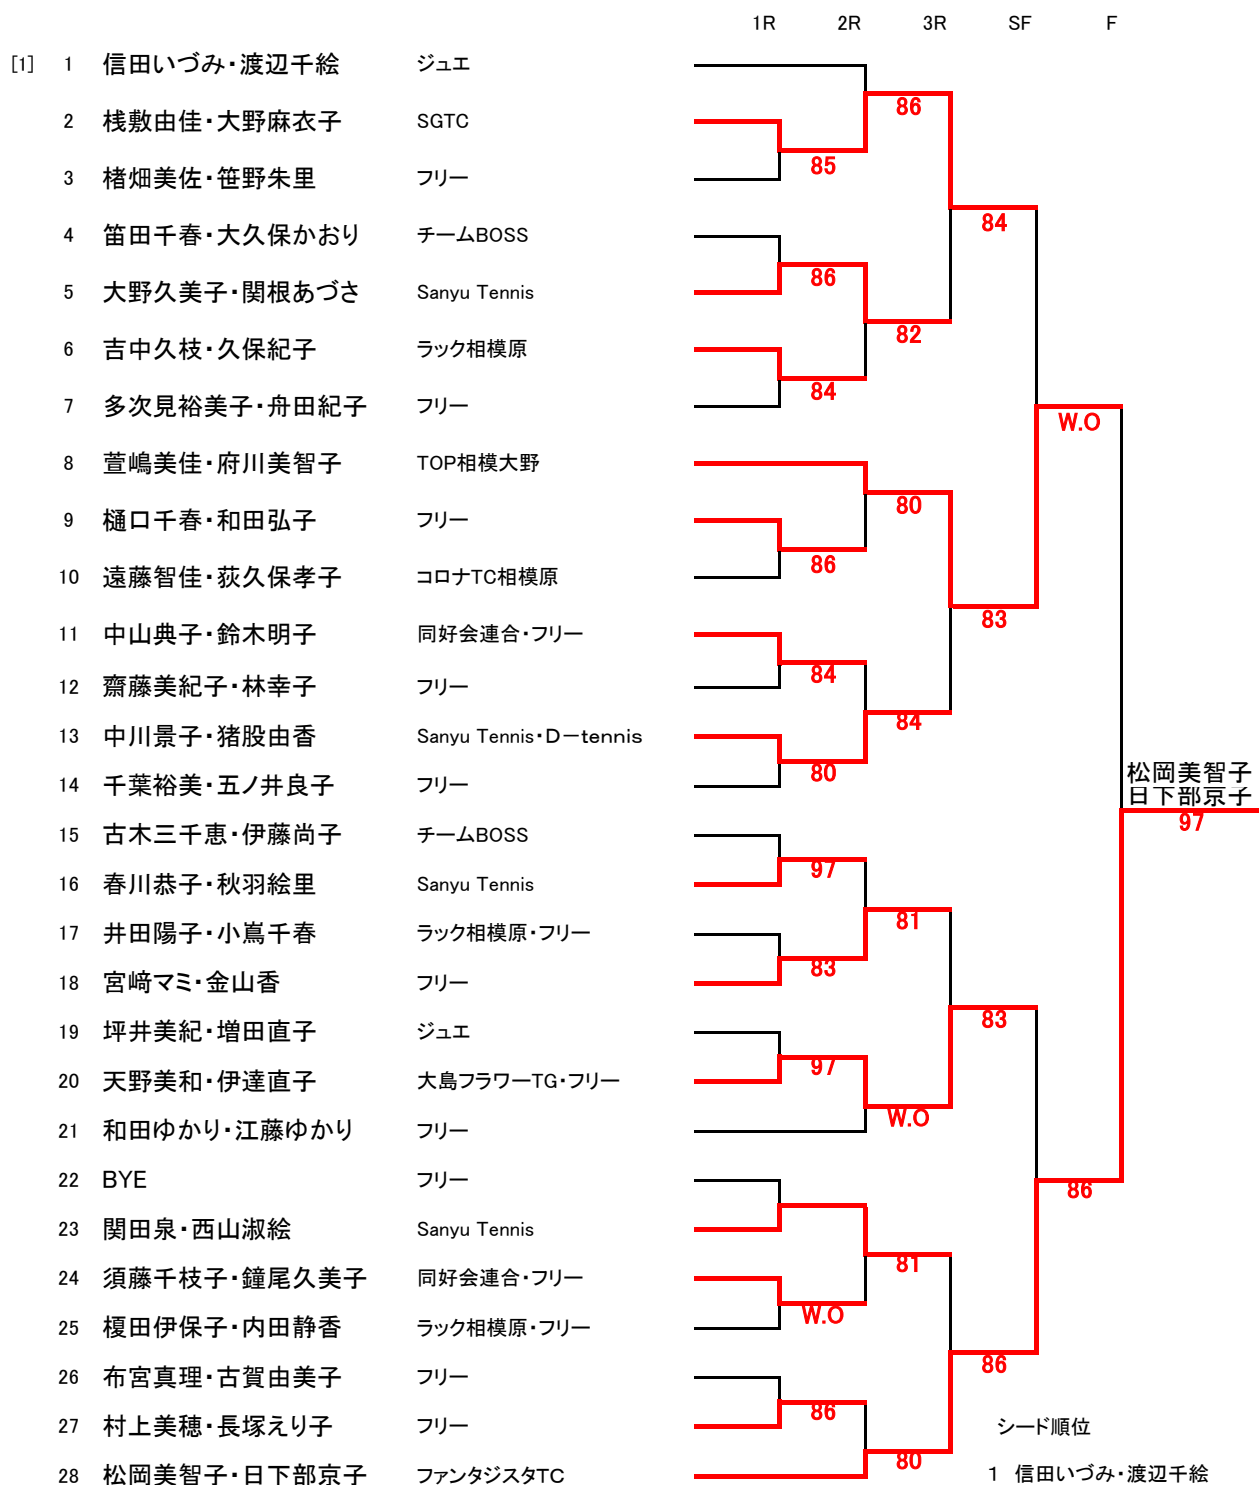 1R 2R 3R SF F
[1] 1 信田いづみ・渡辺千絵 ジュエ
86
2 桟敷由佳・大野麻衣子 SGTC
85
3 楮畑美佐・笹野朱里 フリー
84
4 笛田千春・大久保かおり チームBOSS
86
5 大野久美子・関根あづさ Sanyu Tennis
82
6 吉中久枝・久保紀子 ラック相模原
84
7 多次見裕美子・舟田紀子 フリー
W.O
8 萱嶋美佳・府川美智子 TOP相模大野
80
9 樋口千春・和田弘子 フリー
86
10 遠藤智佳・荻久保孝子 コロナTC相模原
83
11 中山典子・鈴木明子 同好会連合・フリー
84
12 齋藤美紀子・林幸子 フリー
84
13 中川景子・猪股由香 Sanyu Tennis・D－tennis
80
14 千葉裕美・五ノ井良子 フリー
松岡美智子
日下部京子
97
15 古木三千恵・伊藤尚子 チームBOSS
97
16 春川恭子・秋羽絵里 Sanyu Tennis
81
17 井田陽子・小嶌千春 ラック相模原・フリー
83
18 宮﨑マミ・金山香 フリー
83
19 坪井美紀・増田直子 ジュエ
97
20 天野美和・伊達直子 大島フラワーTG・フリー
W.O
21 和田ゆかり・江藤ゆかり フリー
22 BYE フリー
86
23 関田泉・西山淑絵 Sanyu Tennis
81
24 須藤千枝子・鐘尾久美子 同好会連合・フリー
W.O
25 榎田伊保子・内田静香 ラック相模原・フリー
86
26 布宮真理・古賀由美子 フリー
86
27 村上美穂・長塚えり子 フリー
シード順位
80
28 松岡美智子・日下部京子 ファンタジスタTC
1 信田いづみ・渡辺千絵